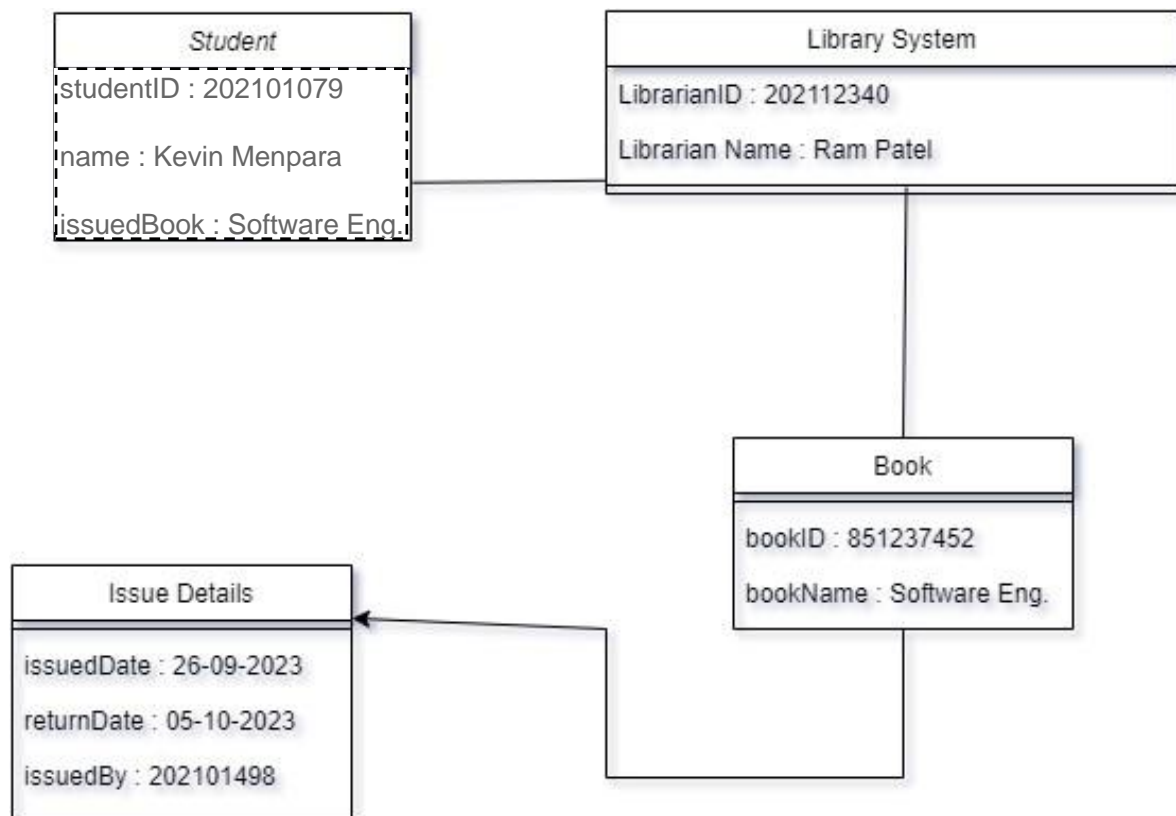 Student
studentID : 202101079
name : Kevin Menpara
issuedBook : Software Eng.
Library System
LibrarianID : 202112340
Librarian Name : Ram Patel
Book
bookID : 851237452
bookName : Software Eng.
Issue Details
issuedDate : 26-09-2023
returnDate : 05-10-2023
issuedBy : 202101498